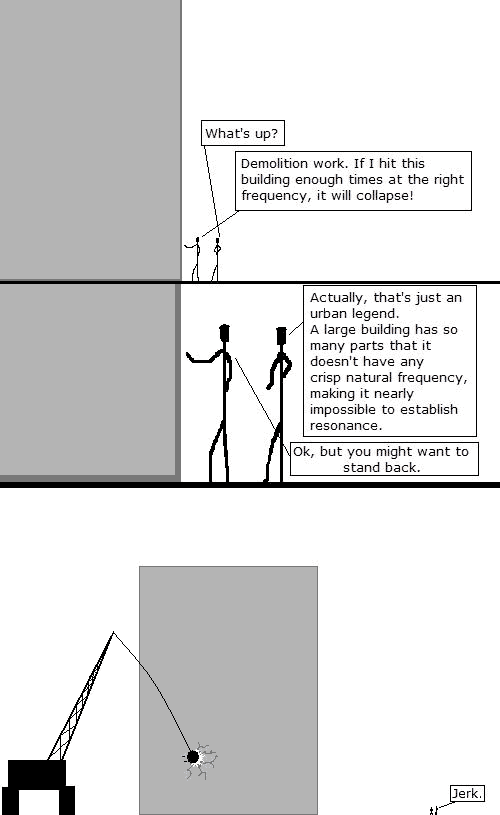 What's up?
Demolition work. If I hit this
building enough times at the right
frequency, it will collapse!
Actually, that's just an
urban legend.
A large building has so
many parts that it
doesn't have any
crisp natural frequency,
making it nearly
impossible to establish
resonance.
Ok, but you might want to
stand back.
Jerk.